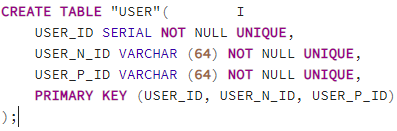 CREATE TABLE "USER"(
USER_ID SERIAL NOT NULL UNIQUE,
USER_N_ID VARCHAR (64) NOT NULL UNIQUE,
USER_P_ID VARCHAR (64) NOT NULL UNIQUE,
PRIMARY KEY (USER_ID, USER_N_ID, USER_P_ID)
);